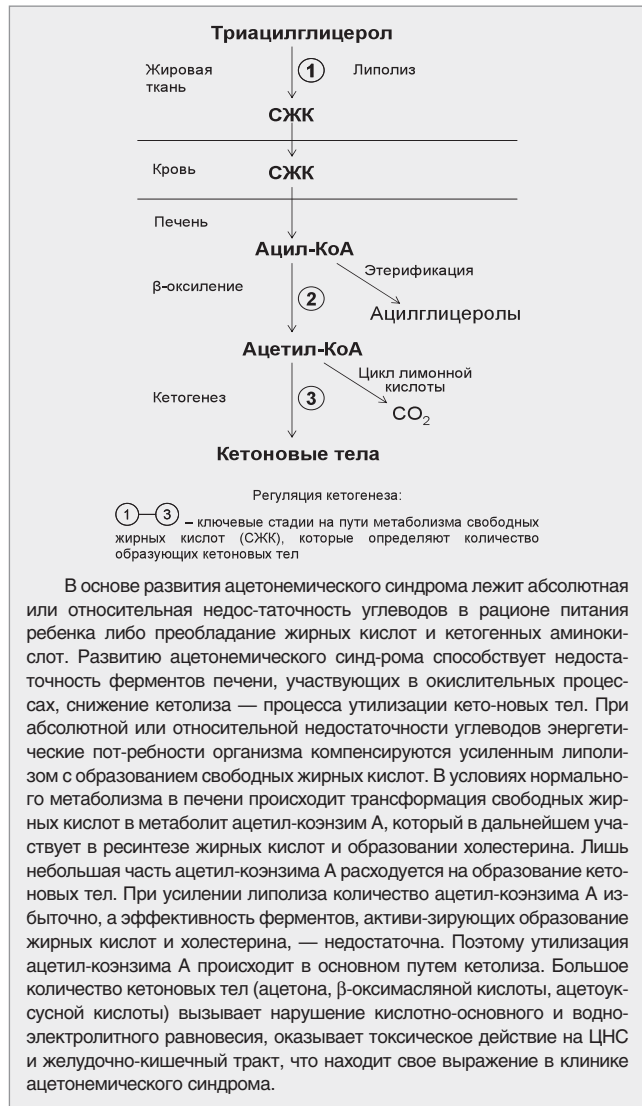 Триацилглицерол
Жировая
ткань
1
Липолиз
СЖК
Кровь
СЖК
Печень
Ацил-КоА
Этерификация
β-оксиление
2
Ацилглицеролы
Ацетил-КоА
Цикл лимонной
кислоты
Кетогенез
3
CO₂
Кетоновые тела
Регуляция кетогенеза:
1—3 – ключевые стадии на пути метаболизма свободных
жирных кислот (СЖК), которые определяют количество
образующих кетоновых тел
В основе развития ацетонемического синдрома лежит абсолютная
или относительная недос-таточность углеводов в рационе питания
ребенка либо преобладание жирных кислот и кетогенных аминоки-
слот. Развитию ацетонемического синд-рома способствует недоста-
точность ферментов печени, участвующих в окислительных процес-
сах, снижение кетолиза — процесса утилизации кето-новых тел. При
абсолютной или относительной недостаточности углеводов энергети-
ческие пот-ребности организма компенсируются усиленным липоли-
зом с образованием свободных жирных кислот. В условиях нормально-
го метаболизма в печени происходит трансформация свободных жир-
ных кислот в метаболит ацетил-коэнзим А, который в дальнейшем уча-
ствует в ресинтезе жирных кислот и образовании холестерина. Лишь
небольшая часть ацетил-коэнзима А расходуется на образование кето-
новых тел. При усилении липолиза количество ацетил-коэнзима А из-
быточно, а эффективность ферментов, активи-зирующих образование
жирных кислот и холестерина, — недостаточна. Поэтому утилизация
ацетил-коэнзима А происходит в основном путем кетолиза. Большое
количество кетоновых тел (ацетона, β-оксимасляной кислоты, ацетоук-
сусной кислоты) вызывает нарушение кислотно-основного и водно-
электролитного равновесия, оказывает токсическое действие на ЦНС
и желудочно-кишечный тракт, что находит свое выражение в клинике
ацетонемического синдрома.